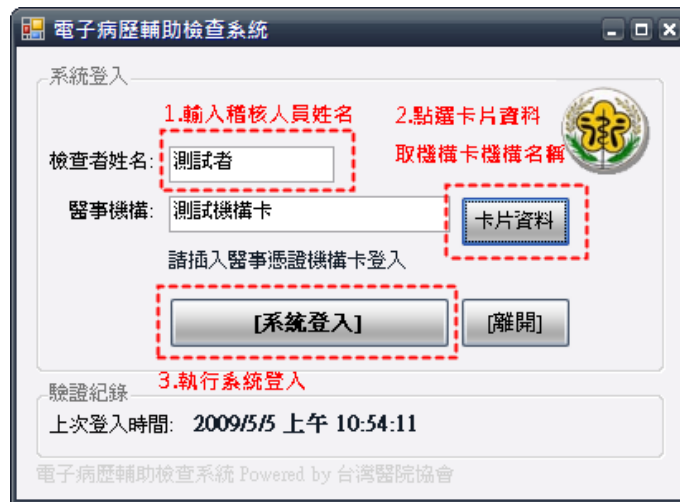 電子病歷輔助檢查系統
系統登入
1.輸入稽核人員姓名
2.點選卡片資料
取機構卡機構名稱
檢查者姓名: 測試者
醫事機構: 測試機構卡 卡片資料
請插入醫事憑證機構卡登入
[系統登入] [離開]
3.執行系統登入
驗證紀錄
上次登入時間: 2009/5/5 上午 10:54:11
電子病歷輔助檢查系統 Powered by 台灣醫院協會